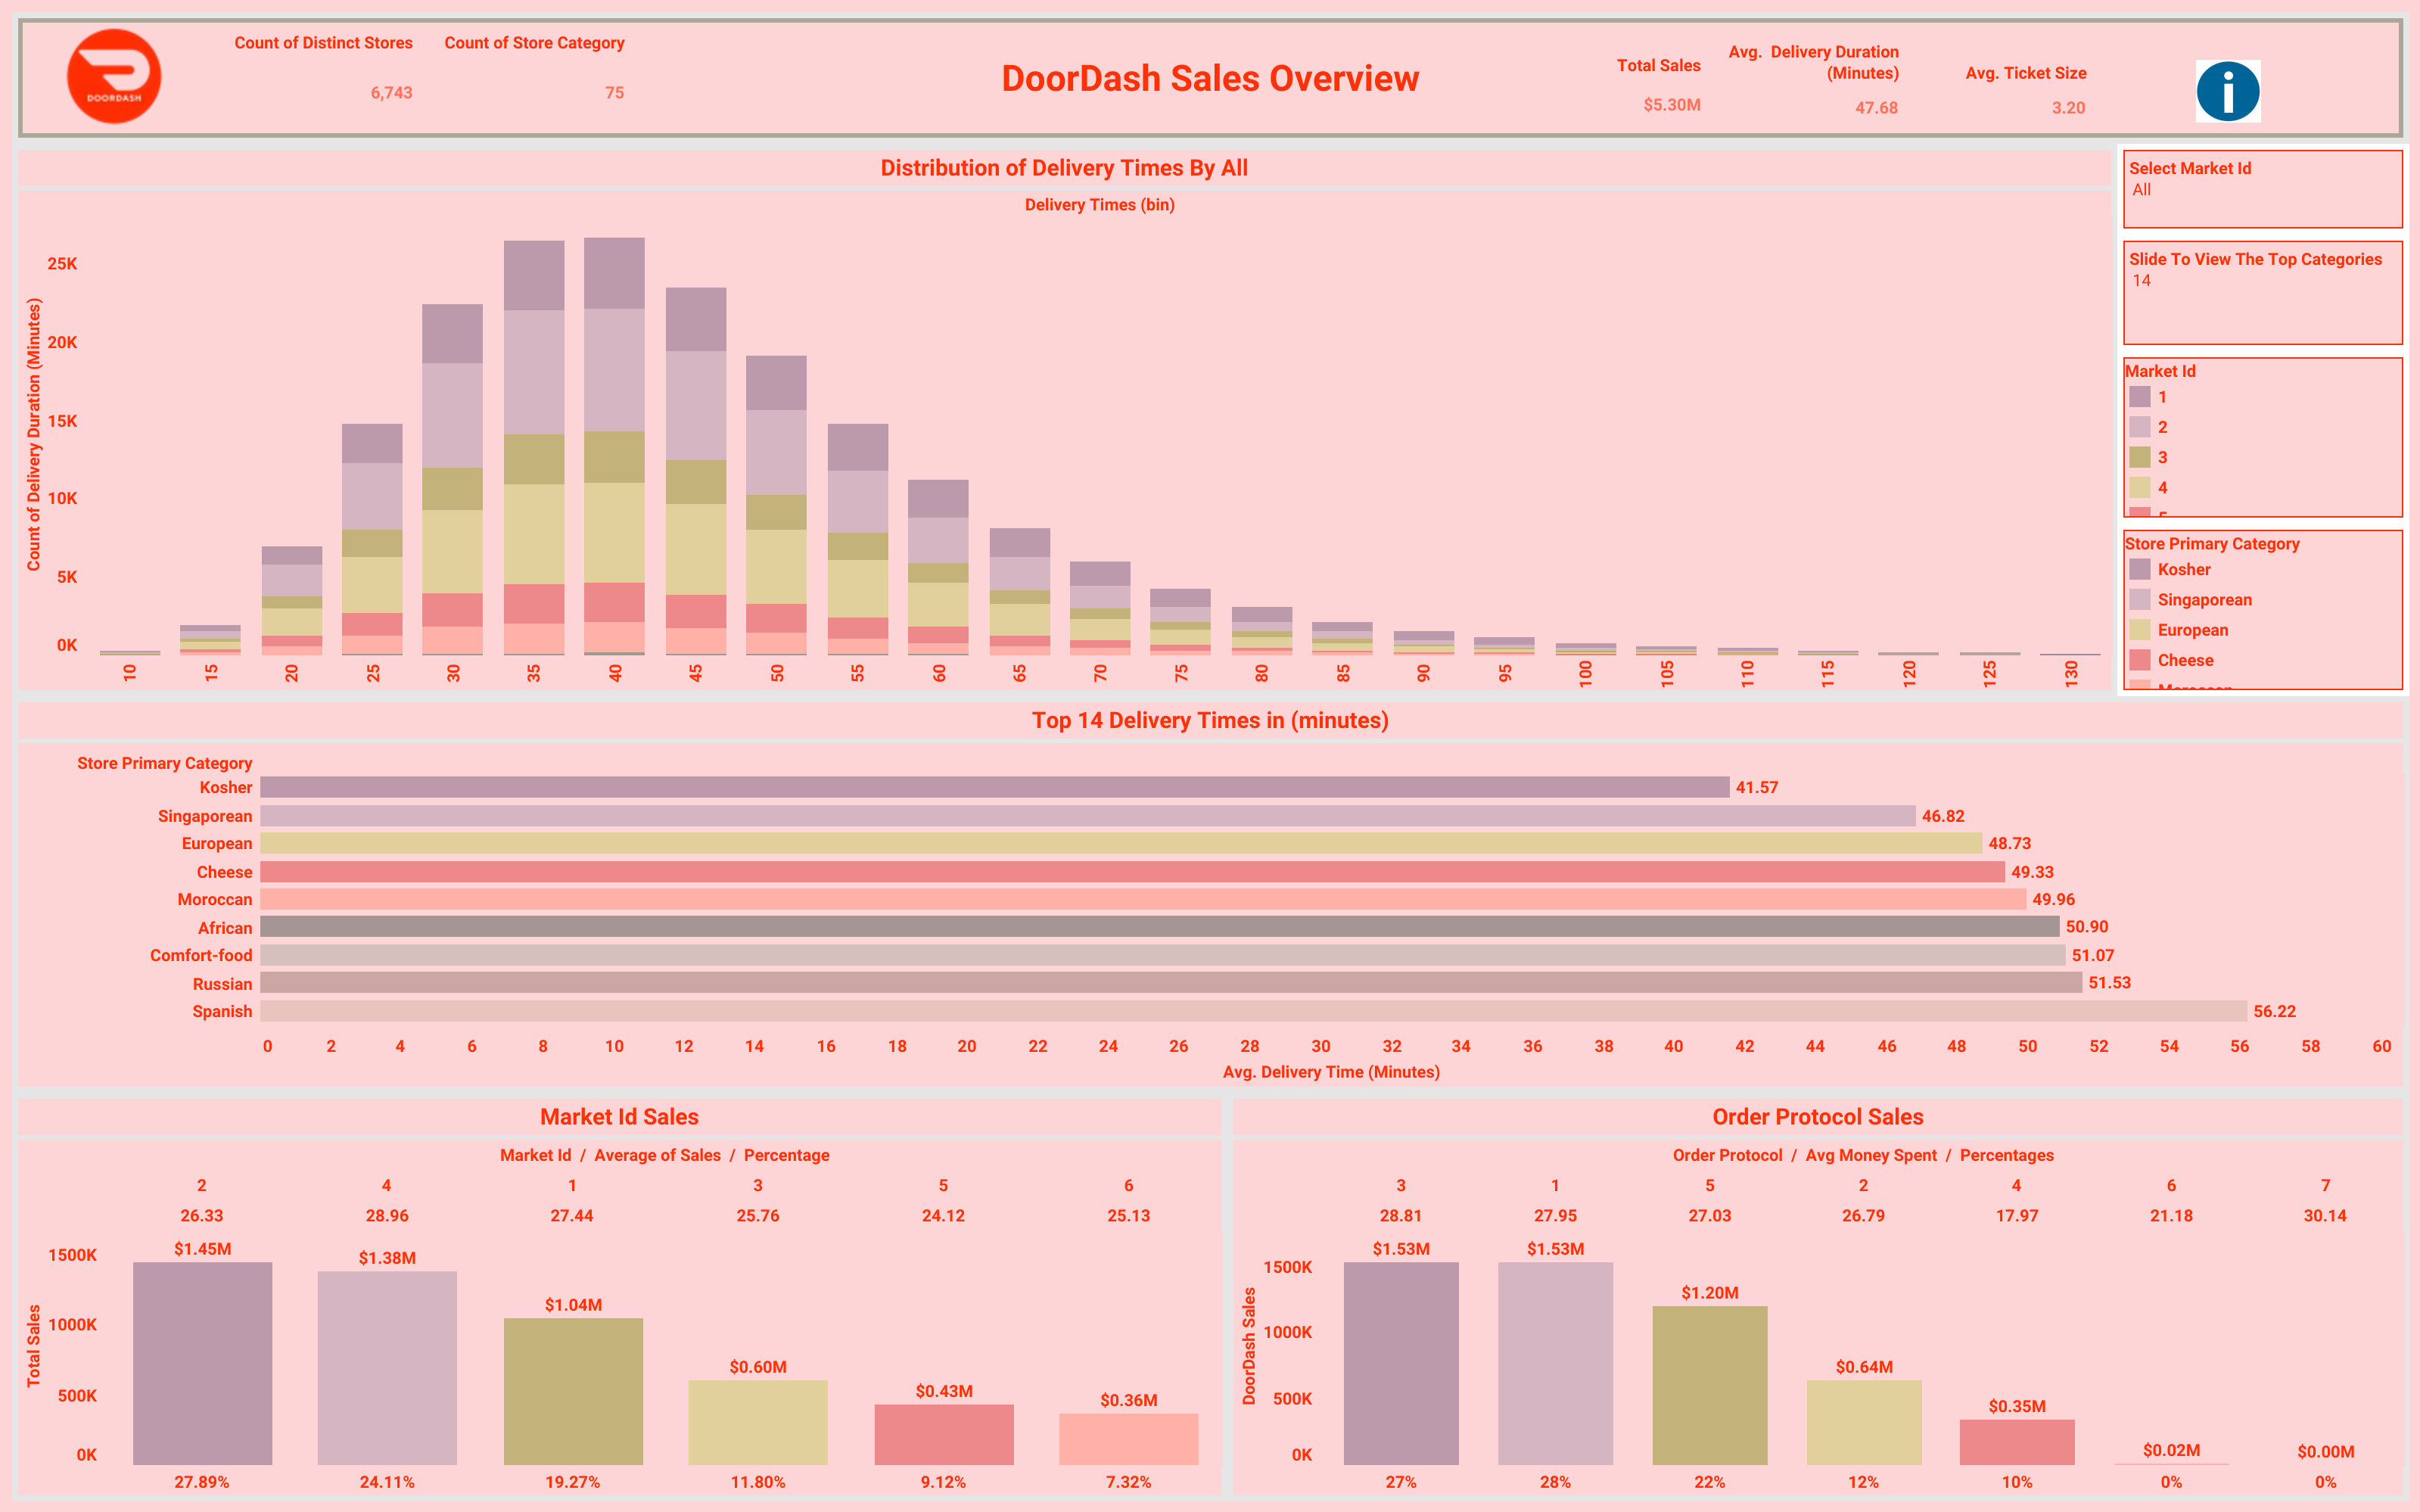 DOORDASH
Count of Distinct Stores
6,743
Count of Store Category
75
DoorDash Sales Overview
Total Sales
$5.30M
Avg. Delivery Duration
(Minutes)
47.68
Avg. Ticket Size
3.20
i
Distribution of Delivery Times By All
Delivery Times (bin)
Count of Delivery Duration (Minutes)
25K
20K
15K
10K
5K
0K
10 15 20 25 30 35 40 45 50 55 60 65 70 75 80 85 90 95 100 105 110 115 120 125 130
Select Market Id
All
Slide To View The Top Categories
14
Market Id
1
2
3
4
Store Primary Category
Kosher
Singaporean
European
Cheese
Top 14 Delivery Times in (minutes)
Store Primary Category
Kosher 41.57
Singaporean 46.82
European 48.73
Cheese 49.33
Moroccan 49.96
African 50.90
Comfort-food 51.07
Russian 51.53
Spanish 56.22
0 2 4 6 8 10 12 14 16 18 20 22 24 26 28 30 32 34 36 38 40 42 44 46 48 50 52 54 56 58 60
Avg. Delivery Time (Minutes)
Market Id Sales
Market Id / Average of Sales / Percentage
2 4 1 3 5 6
26.33 28.96 27.44 25.76 24.12 25.13
Total Sales
1500K
1000K
500K
0K
$1.45M
$1.38M
$1.04M
$0.60M
$0.43M
$0.36M
27.89% 24.11% 19.27% 11.80% 9.12% 7.32%
Order Protocol Sales
Order Protocol / Avg Money Spent / Percentages
3 1 5 2 4 6 7
28.81 27.95 27.03 26.79 17.97 21.18 30.14
DoorDash Sales
1500K
1000K
500K
0K
$1.53M
$1.53M
$1.20M
$0.64M
$0.35M
$0.02M
$0.00M
27% 28% 22% 12% 10% 0% 0%